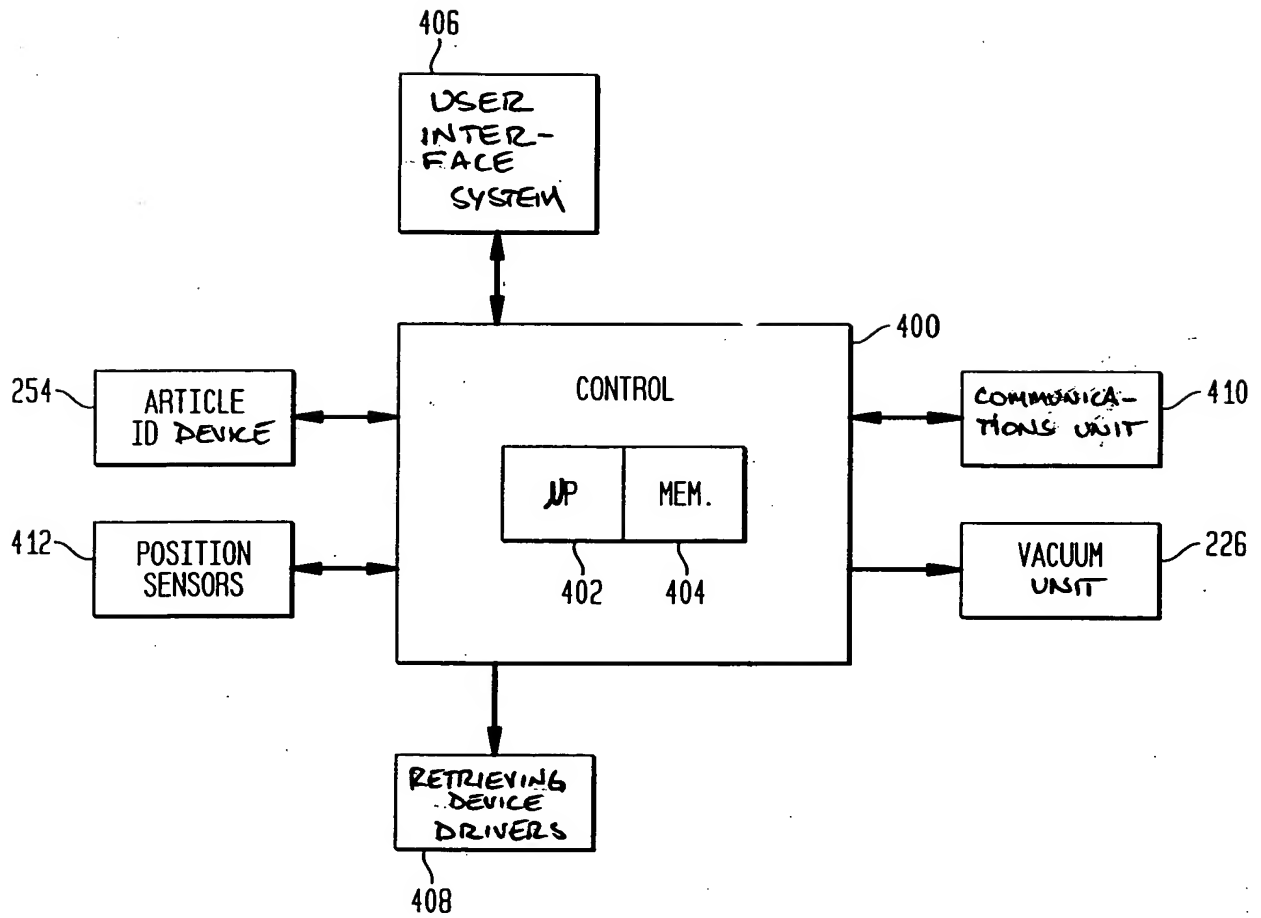 406
USER
INTER-
FACE
SYSTEM
400
CONTROL
254
ARTICLE
ID DEVICE
COMMUNICA-
TIONS UNIT
410
μP
MEM.
412
POSITION
SENSORS
402
404
VACUUM
UNIT
226
RETRIEVING
DEVICE
DRIVERS
408